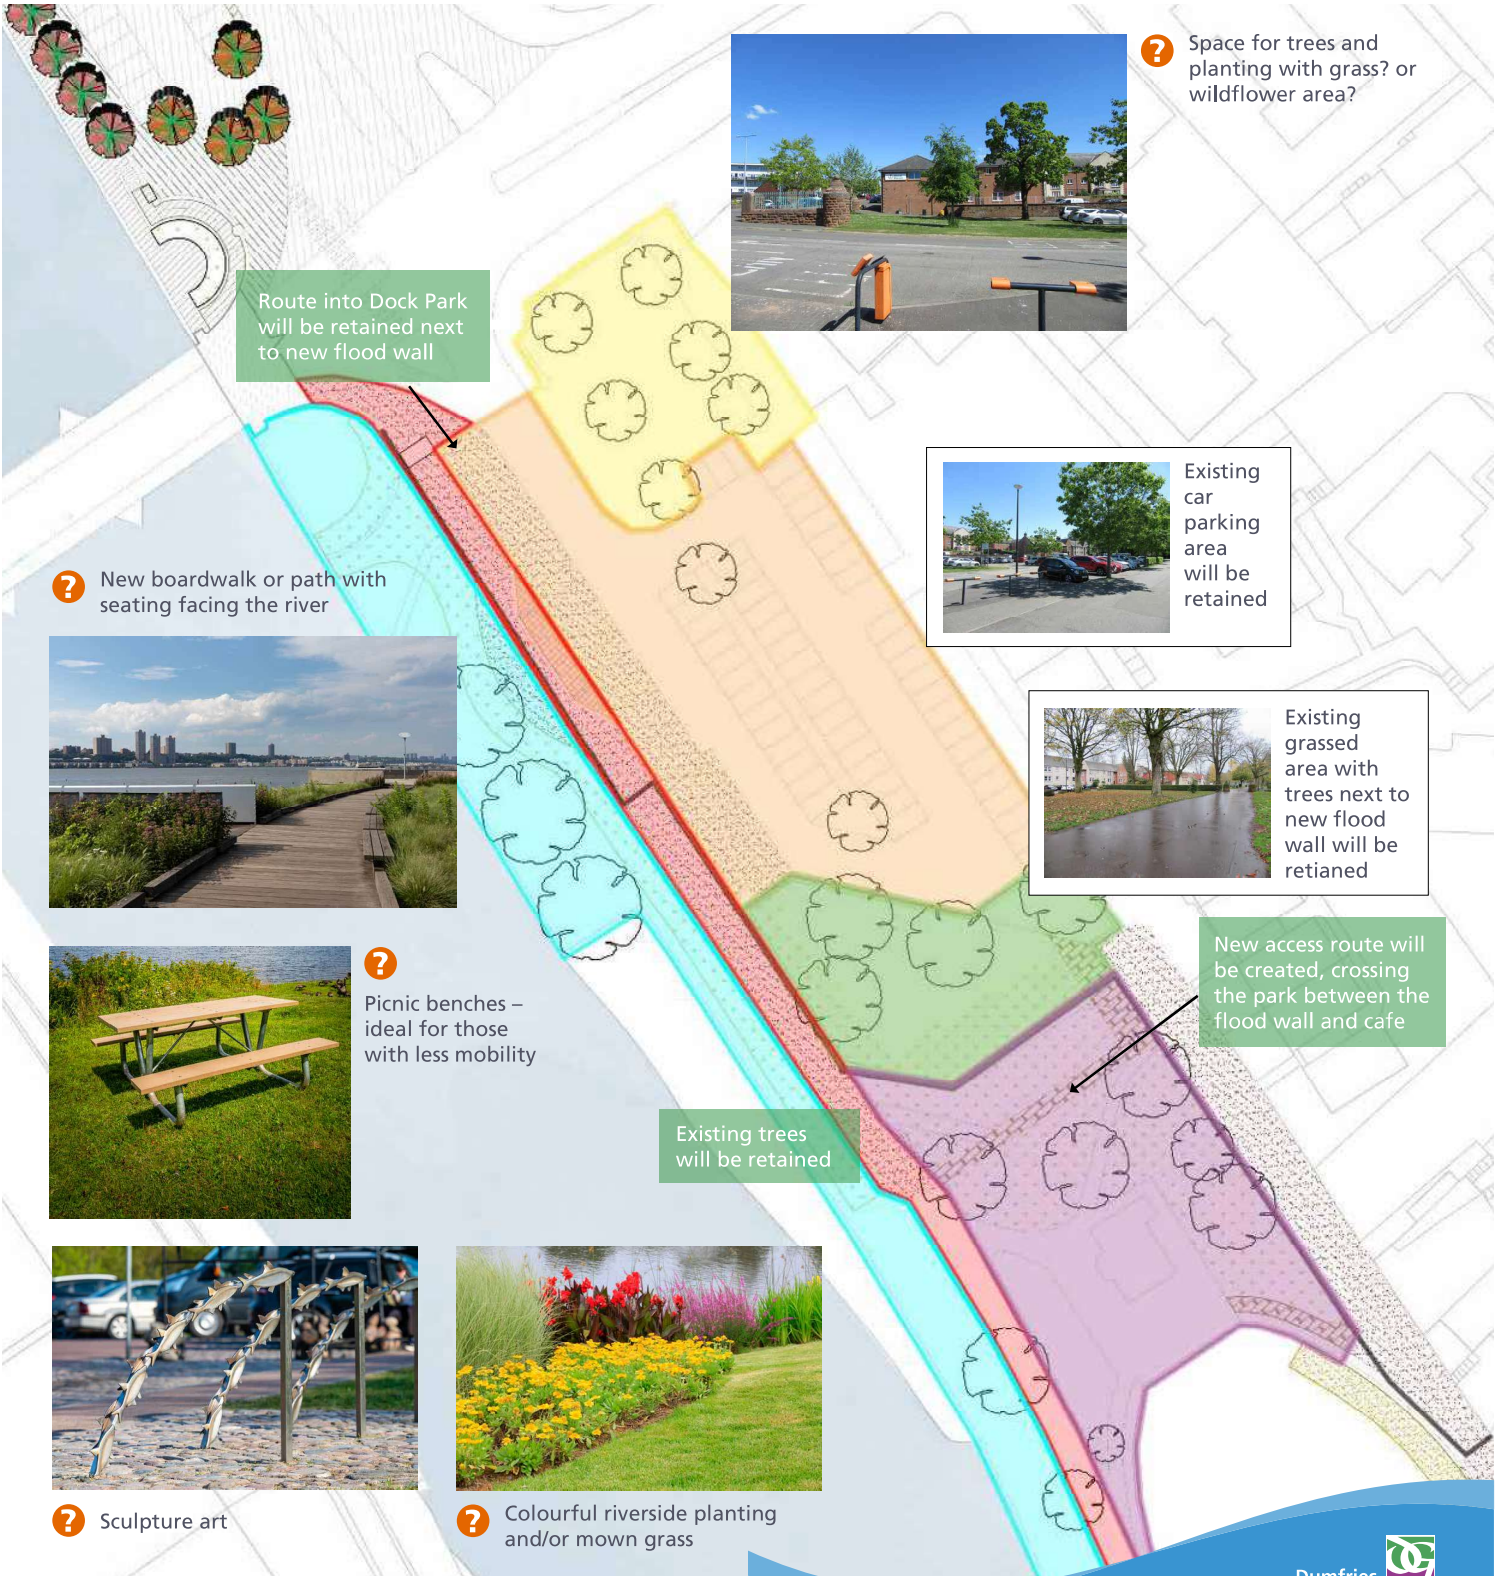 Space for trees and
planting with grass? or
wildflower area?
Route into Dock Park
will be retained next
to new flood wall
Existing
car
parking
area
will be
retained
New boardwalk or path with
seating facing the river
Existing
grassed
area with
trees next to
new flood
wall will be
retianed
New access route will
be created, crossing
the park between the
flood wall and cafe
Picnic benches –
ideal for those
with less mobility
Existing trees
will be retained
Sculpture art
Colourful riverside planting
and/or mown grass
Dumfries